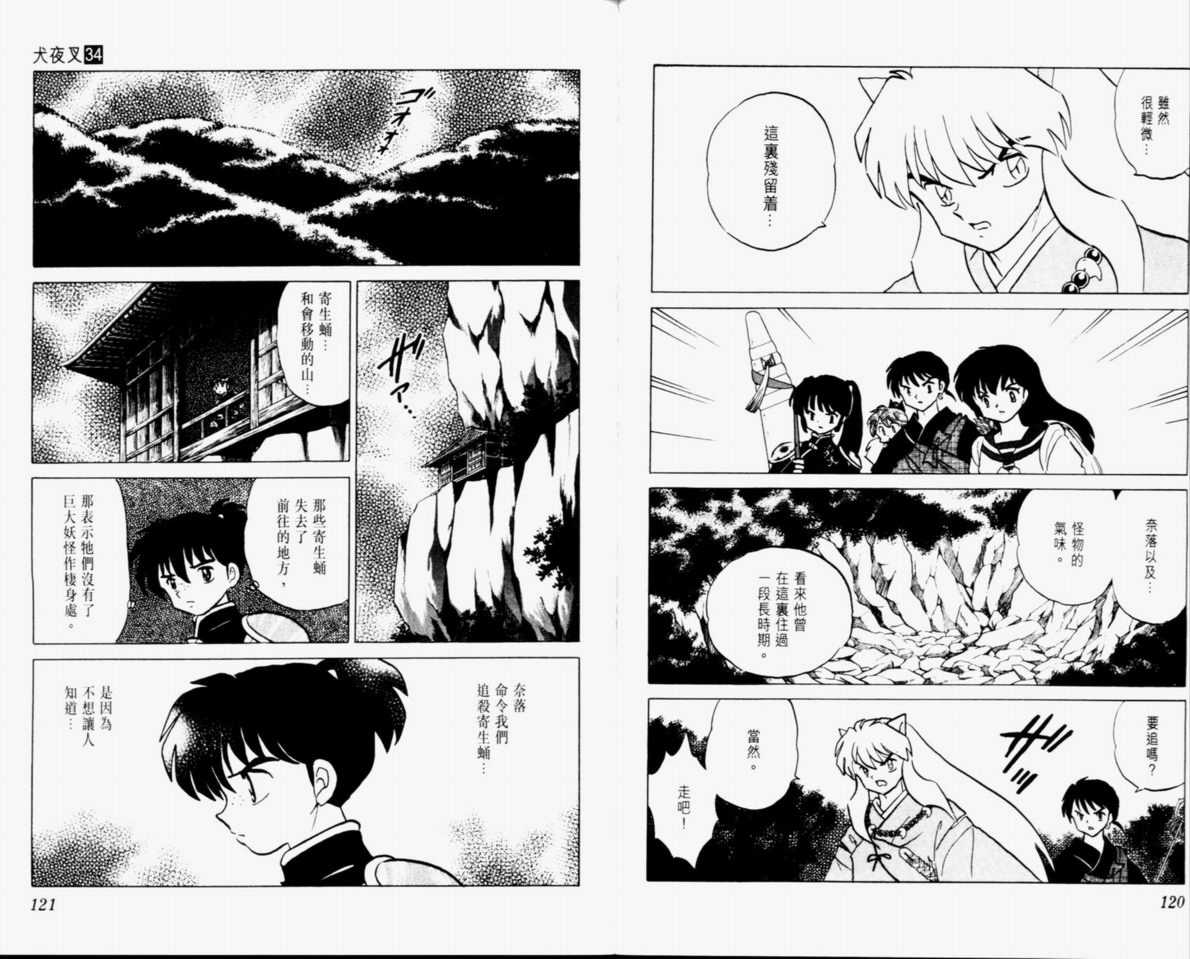 雖然
很輕微…
這裏殘留着…
奈落以及…
怪物的
氣味。
看來他曾
在這裏住過
一段長時期。
要追嗎？
當然。
走吧！
120
犬夜叉34
ゴオォォ
ザァ…
寄生蛹…
和會移動的山…
那些寄生蛹
失去了
前往的地方，
那表示牠們沒有了
巨大妖怪作棲身處。
奈落
命令我們
追殺寄生蛹…
是因為
不想讓人
知道…
121